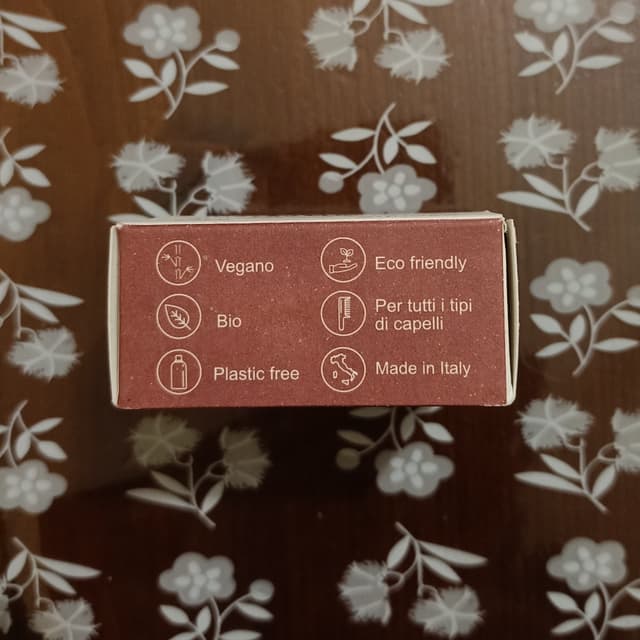 Vegano
Bio
Plastic free
Eco friendly
Per tutti i tipi
di capelli
Made in Italy